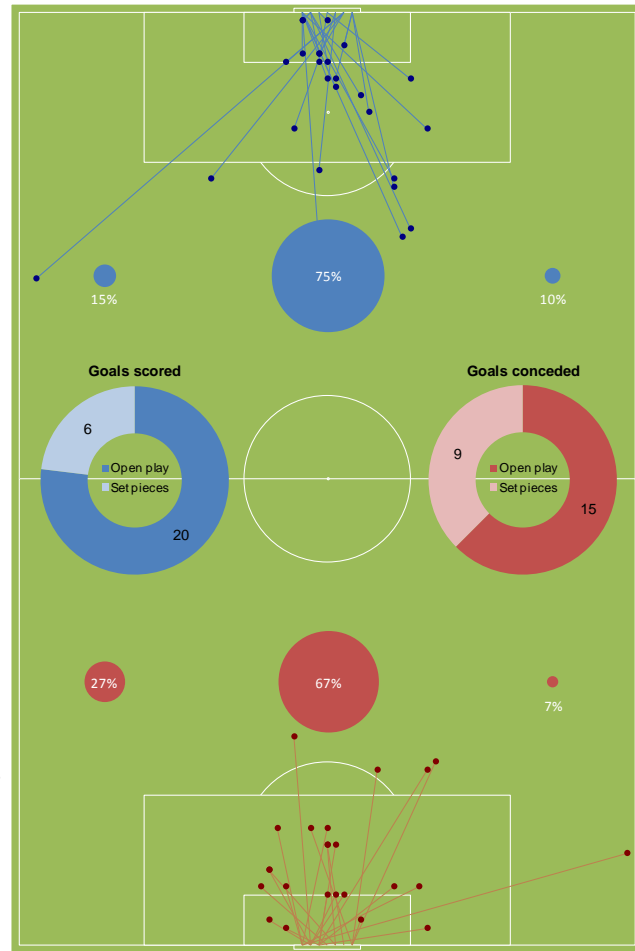 75%
15%
10%
Goals scored
Goals conceded
6
Open play
Set pieces
20
9
Open play
Set pieces
15
27%
67%
7%